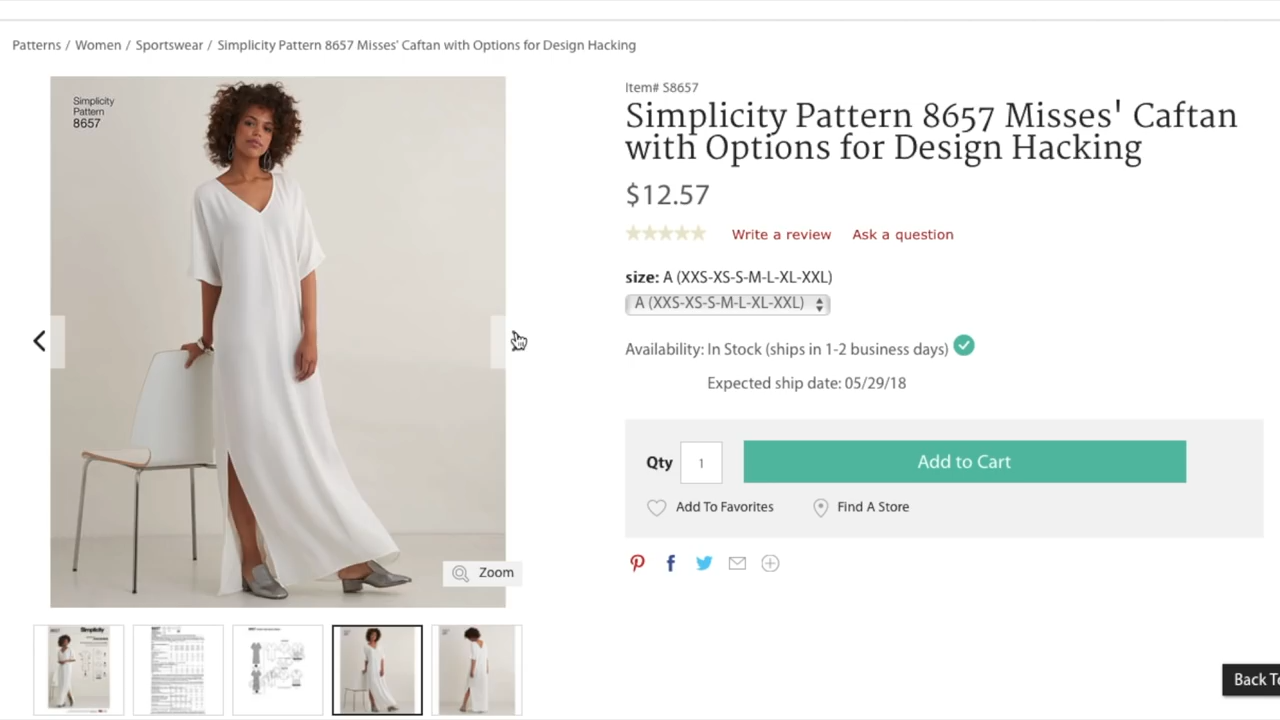 Patterns / Women / Sportswear / Simplicity Pattern 8657 Misses' Caftan with Options for Design Hacking
Simplicity
Pattern
8657
Item# S8657
Simplicity Pattern 8657 Misses' Caftan
with Options for Design Hacking
$12.57
Write a review Ask a question
size: A (XXS-XS-S-M-L-XL-XXL)
A (XXS-XS-S-M-L-XL-XXL)
Availability: In Stock (ships in 1-2 business days)
Expected ship date: 05/29/18
Qty 1 Add to Cart
Add To Favorites Find A Store
Zoom
Simplicity
Back